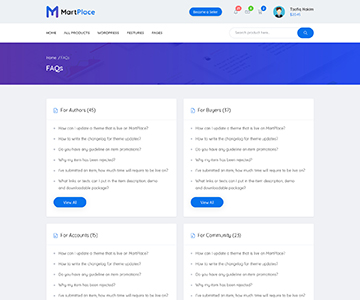 MartPlace
Become a Seller
HOME ALL PRODUCTS WORDPRESS FEATURES PAGES
Search product here...
Home / FAQs
FAQs
For Authors (45)
How can I update a theme that is live on MartPlace?
How to write the changelog for theme updates?
Do you have any guideline on item promotions?
Why my item has been rejected?
I've submitted an item, how much time will require to be live on?
What links or texts can I put in the item description, demo
and downloadable package?
View All
For Buyers (37)
How can I update a theme that is live on MartPlace?
How to write the changelog for theme updates?
Do you have any guideline on item promotions?
Why my item has been rejected?
I've submitted an item, how much time will require to be live on?
What links or texts can I put in the item description, demo
and downloadable package?
View All
For Accounts (15)
How can I update a theme that is live on MartPlace?
How to write the changelog for theme updates?
Do you have any guideline on item promotions?
Why my item has been rejected?
I've submitted an item, how much time will require to be live on?
For Community (23)
How can I update a theme that is live on MartPlace?
How to write the changelog for theme updates?
Do you have any guideline on item promotions?
Why my item has been rejected?
I've submitted an item, how much time will require to be live on?